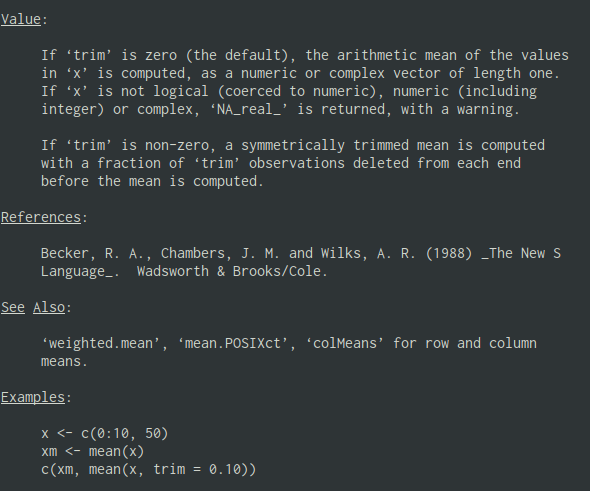 Value:
If ‘trim’ is zero (the default), the arithmetic mean of the values
in ‘x’ is computed, as a numeric or complex vector of length one.
If ‘x’ is not logical (coerced to numeric), numeric (including
integer) or complex, ‘NA_real_’ is returned, with a warning.
If ‘trim’ is non-zero, a symmetrically trimmed mean is computed
with a fraction of ‘trim’ observations deleted from each end
before the mean is computed.
References:
Becker, R. A., Chambers, J. M. and Wilks, A. R. (1988) _The New S
Language_.  Wadsworth & Brooks/Cole.
See Also:
‘weighted.mean’, ‘mean.POSIXct’, ‘colMeans’ for row and column
means.
Examples:
x <- c(0:10, 50)
xm <- mean(x)
c(xm, mean(x, trim = 0.10))